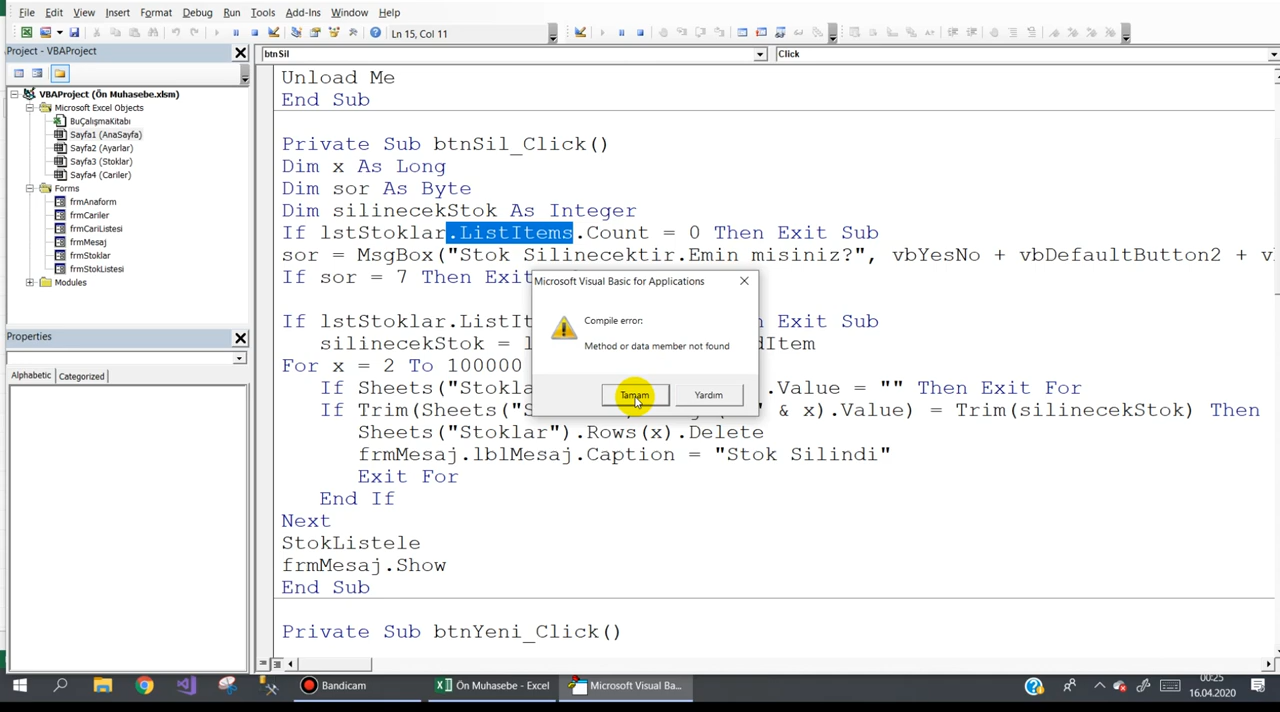 File Edit View Insert Format Debug Run Tools Add-Ins Window Help
Ln 15, Col 11
Project - VBAProject
btnSil
Click
VBAProject (Ön Muhasebe.xlsm)
Microsoft Excel Objects
BuÇalışmaKitabı
Sayfa1 (AnaSayfa)
Sayfa2 (Ayarlar)
Sayfa3 (Stoklar)
Sayfa4 (Cariler)
Forms
frmAnaform
frmCariler
frmCariListesi
frmMesaj
frmStoklar
frmStokListesi
Modules
Properties
Alphabetic Categorized
Unload Me
End Sub
Private Sub btnSil_Click()
Dim x As Long
Dim sor As Byte
Dim silinecekStok As Integer
If lstStoklar.ListItems.Count = 0 Then Exit Sub
sor = MsgBox("Stok Silinecektir.Emin misiniz?", vbYesNo + vbDefaultButton2 + v
If sor = 7 Then Exit
If lstStoklar.ListIt Exit Sub
silinecekStok = l dItem
For x = 2 To 100000
If Sheets("Stokla .Value = "" Then Exit For
If Trim(Sheets("S " & x).Value) = Trim(silinecekStok) Then
Sheets("Stoklar").Rows(x).Delete
frmMesaj.lblMesaj.Caption = "Stok Silindi"
Exit For
End If
Next
StokListele
frmMesaj.Show
End Sub
Private Sub btnYeni_Click()
Microsoft Visual Basic for Applications
Compile error:
Method or data member not found
Tamam
Yardım
Bandicam
Ön Muhasebe - Excel
Microsoft Visual Ba...
00:25
16.04.2020